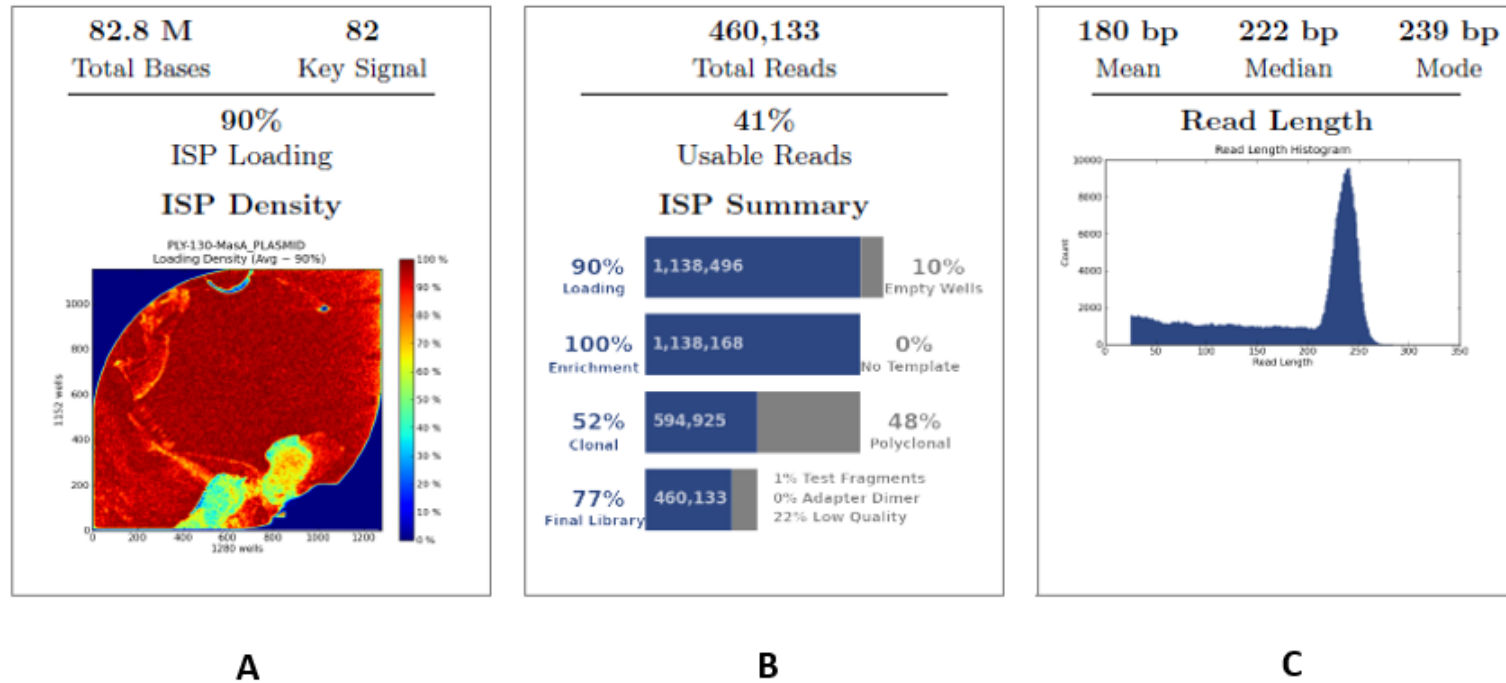 82.8 M 82
Total Bases Key Signal
90%
ISP Loading
ISP Density
PLY-130-MasA_PLASMID
Loading Density (Avg ~ 90%)
100 %
90 %
80 %
70 %
60 %
50 %
40 %
30 %
20 %
10 %
0 %
1000
800
600
400
200
0
1152 wells
0 200 400 600 800 1000 1200
1280 wells
A
460,133
Total Reads
41%
Usable Reads
ISP Summary
90% 1,138,496 10%
Loading Empty Wells
100% 1,138,168 0%
Enrichment No Template
52% 594,925 48%
Clonal Polyclonal
77% 460,133
Final Library
1% Test Fragments
0% Adapter Dimer
22% Low Quality
B
180 bp 222 bp 239 bp
Mean Median Mode
Read Length
Read Length Histogram
10000
8000
6000
4000
2000
0
Count
0 50 100 150 200 250 300 350
Read Length
C